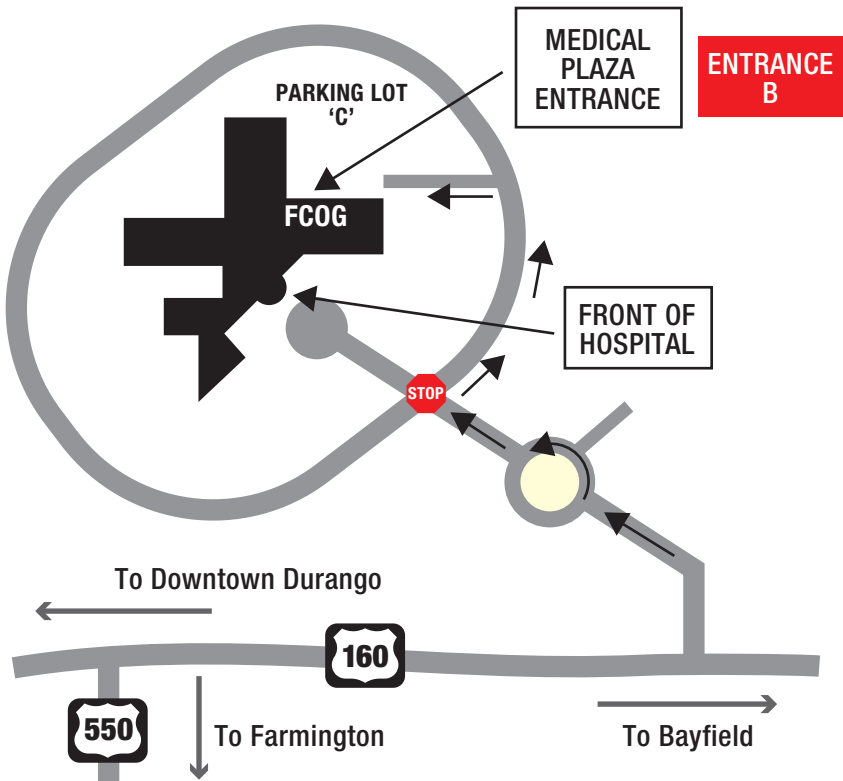 MEDICAL
PLAZA
ENTRANCE
ENTRANCE
B
PARKING LOT
‘C’
FCOG
FRONT OF
HOSPITAL
STOP
To Downtown Durango
160
550
To Farmington
To Bayfield